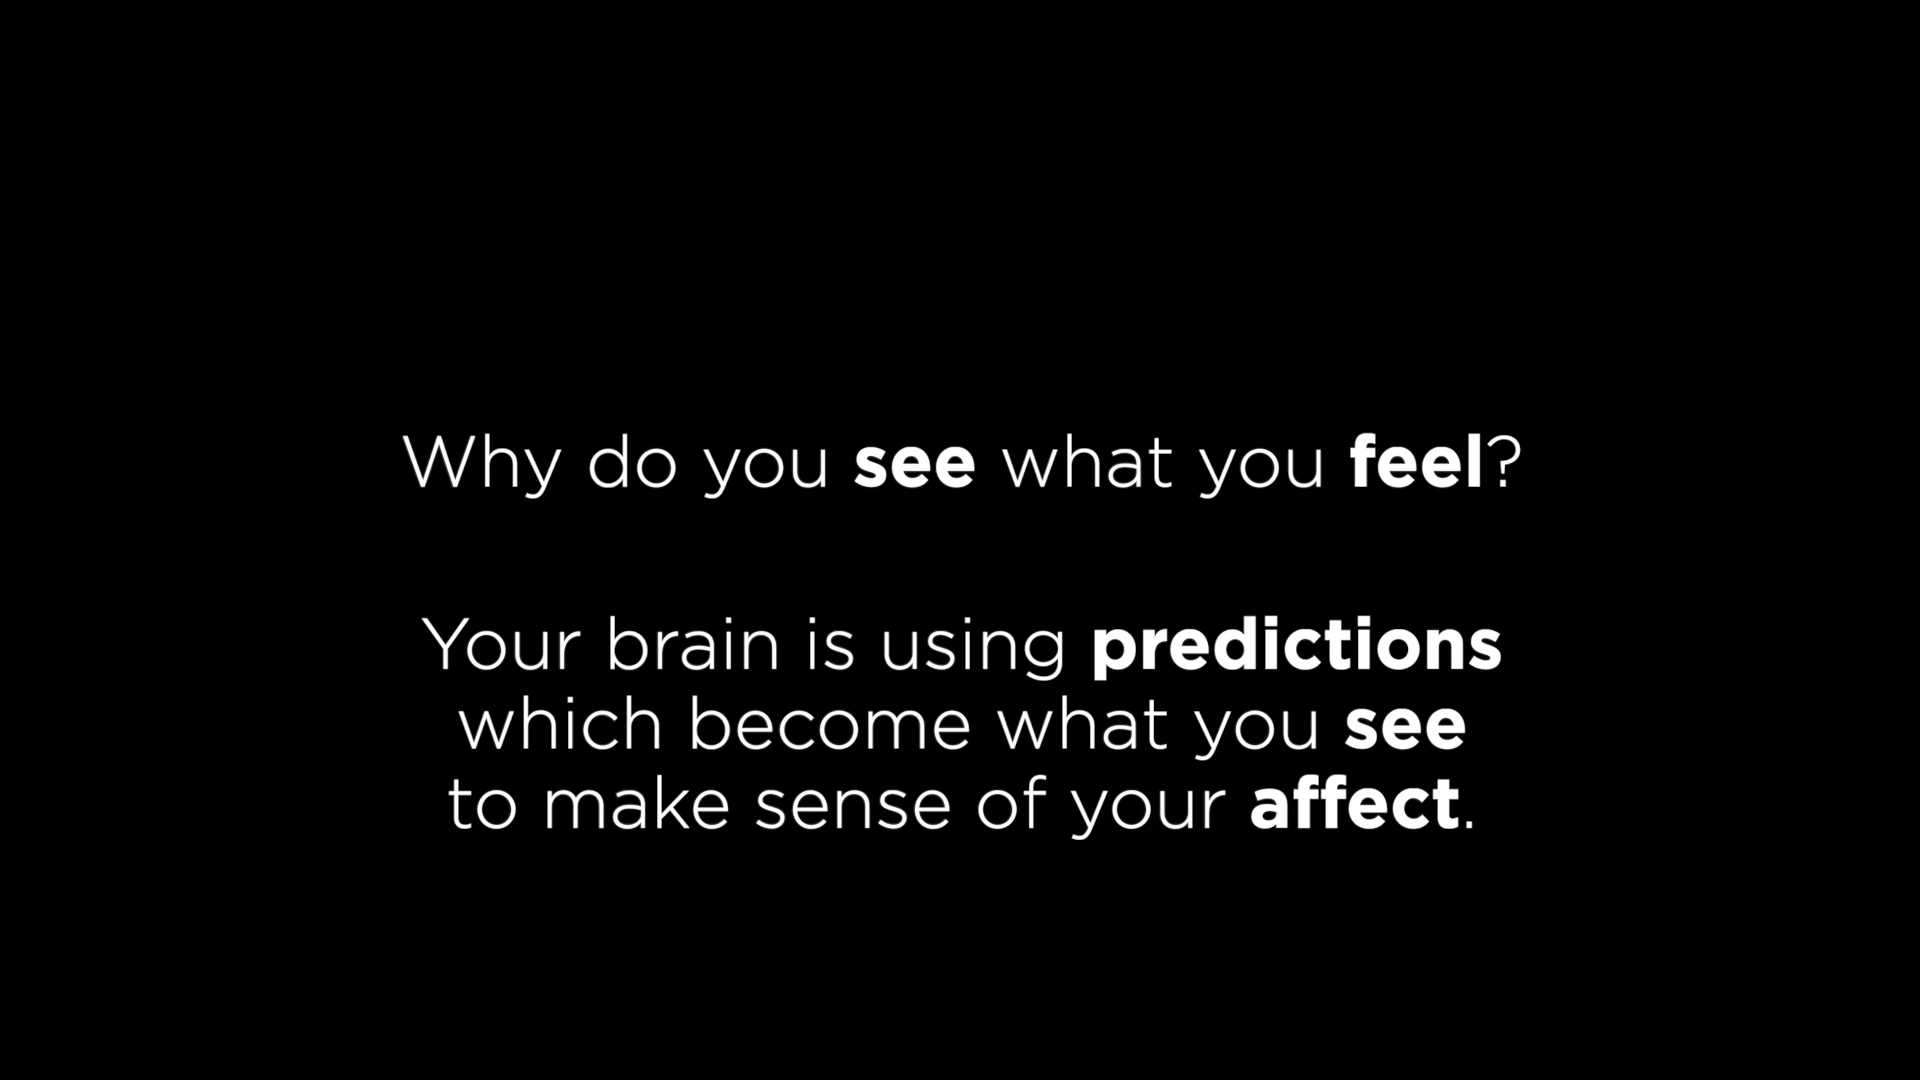 Why do you see what you feel?
Your brain is using predictions
which become what you see
to make sense of your affect.